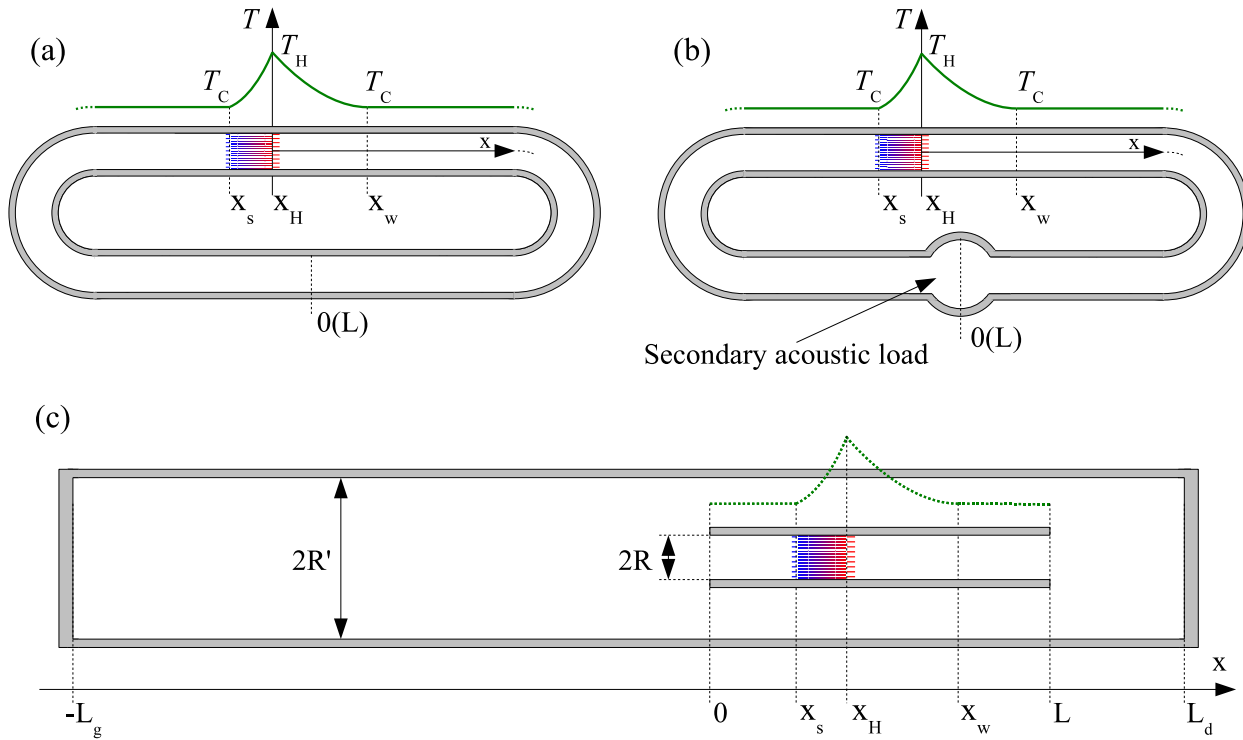 (a)
T
T_H
T_C
T_C
x
x_s
x_H
x_w
0(L)
(b)
T
T_H
T_C
T_C
x
x_s
x_H
x_w
Secondary acoustic load
0(L)
(c)
2R'
2R
x
-L_g
0
x_s
x_H
x_w
L
L_d